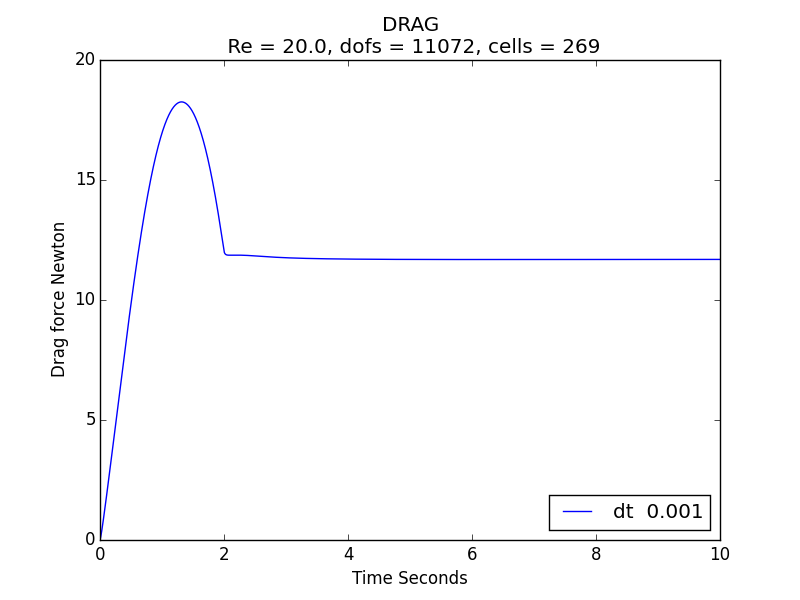 DRAG
Re = 20.0, dofs = 11072, cells = 269
20
15
10
5
0
Drag force Newton
0 2 4 6 8 10
Time Seconds
dt 0.001